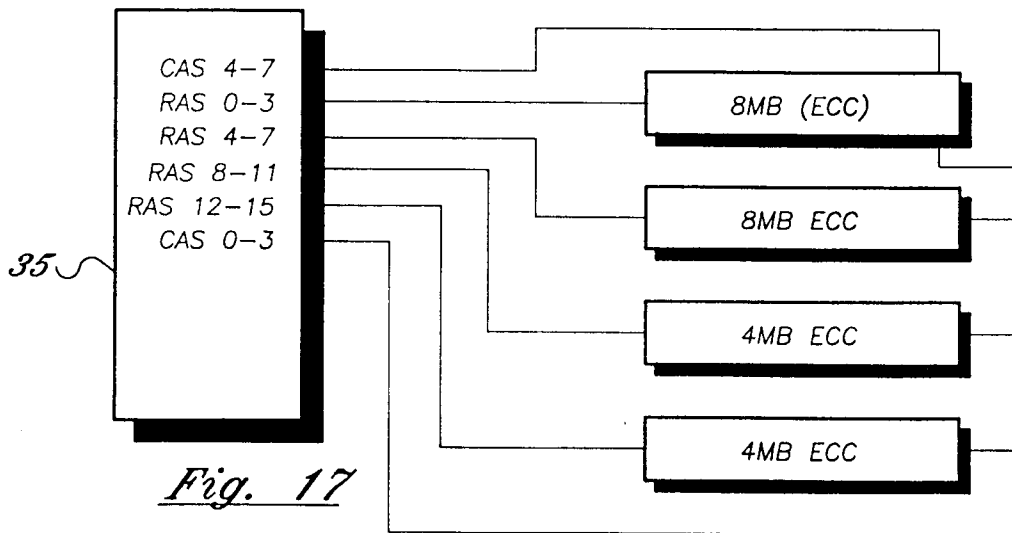 CAS 4-7
RAS 0-3
RAS 4-7
RAS 8-11
RAS 12-15
CAS 0-3
35
8MB (ECC)
8MB ECC
4MB ECC
4MB ECC
Fig. 17